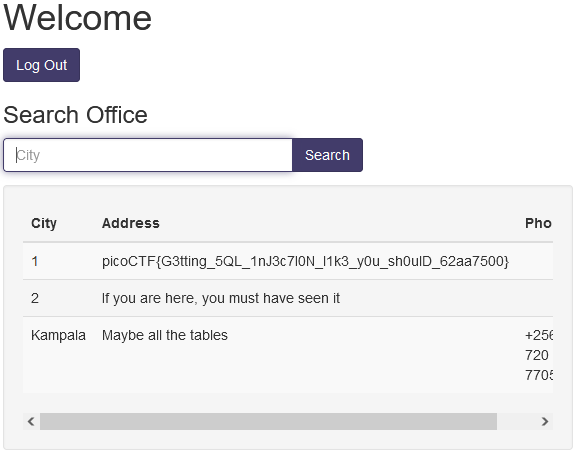 Welcome
Log Out
Search Office
City Search
City Address Pho
1 picoCTF{G3tting_5QL_1nJ3c7I0N_l1k3_y0u_sh0ulD_62aa7500}
2 If you are here, you must have seen it
Kampala Maybe all the tables +256
720
7705